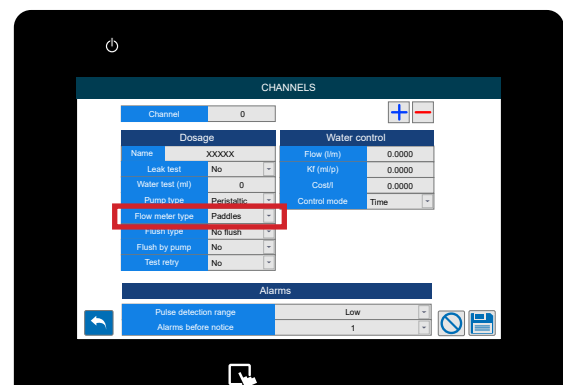 CHANNELS
Channel 0
Dosage
Name XXXXX
Leak test No
Water test (ml) 0
Pump type Peristaltic
Flow meter type Paddles
Flush type No flush
Flush by pump No
Test retry No
Water control
Flow (l/m) 0.0000
Kf (ml/p) 0.0000
Cost/l 0.0000
Control mode Time
Alarms
Pulse detection range Low
Alarms before notice 1